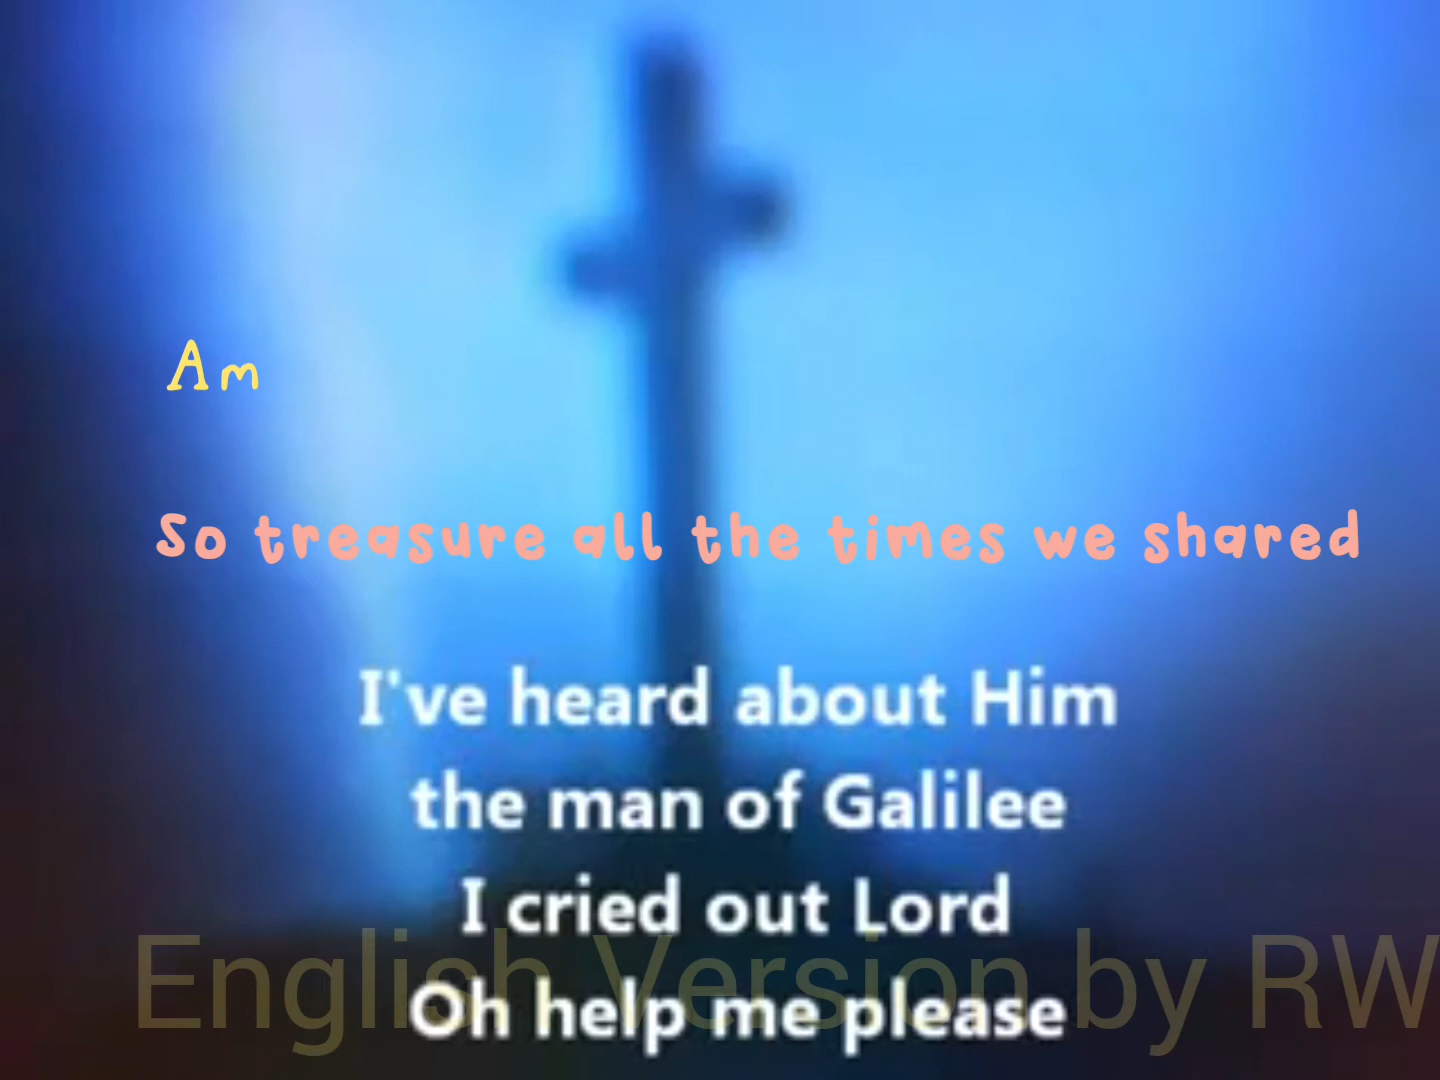 Am
So treasure all the times we shared
I've heard about Him
the man of Galilee
I cried out Lord
English Version by RW
Oh help me please